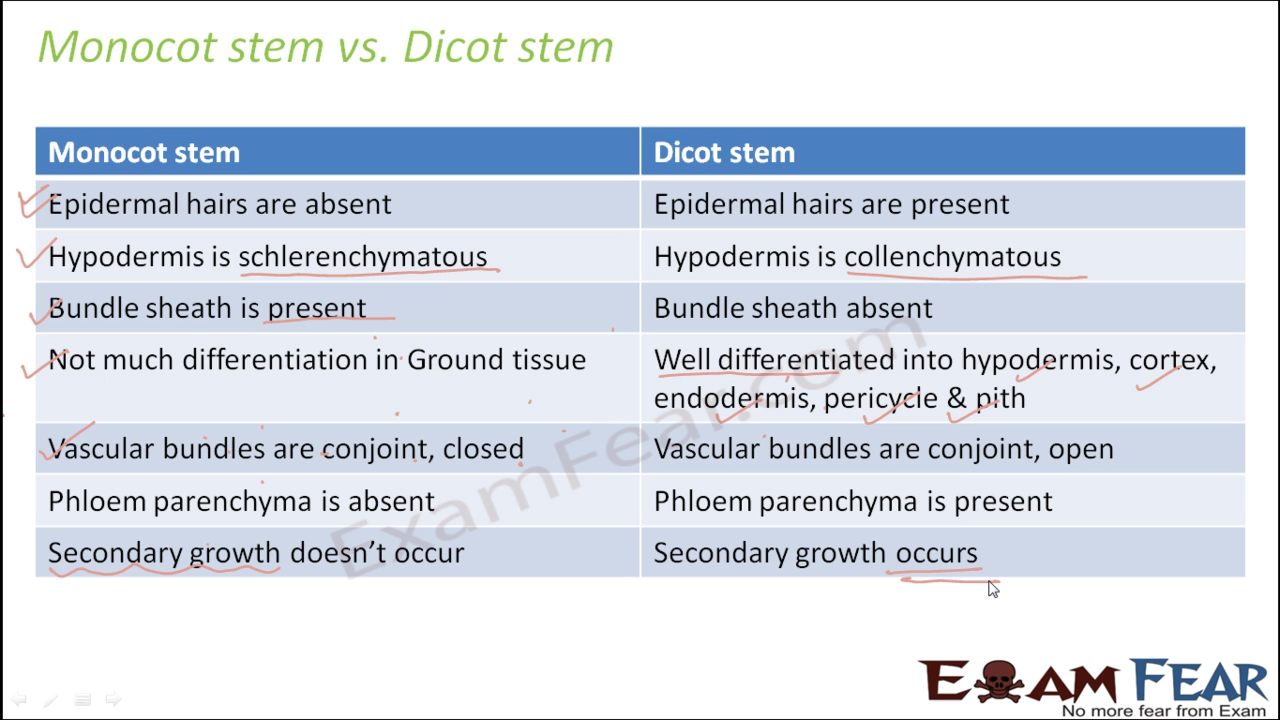 Monocot stem vs. Dicot stem
Monocot stem Dicot stem
Epidermal hairs are absent Epidermal hairs are present
Hypodermis is schlerenchymatous Hypodermis is collenchymatous
Bundle sheath is present Bundle sheath absent
Not much differentiation in Ground tissue Well differentiated into hypodermis, cortex,
endodermis, pericycle & pith
Vascular bundles are conjoint, closed Vascular bundles are conjoint, open
Phloem parenchyma is absent Phloem parenchyma is present
Secondary growth doesn't occur Secondary growth occurs
ExamFear.com
EXAM FEAR
No more fear from Exam